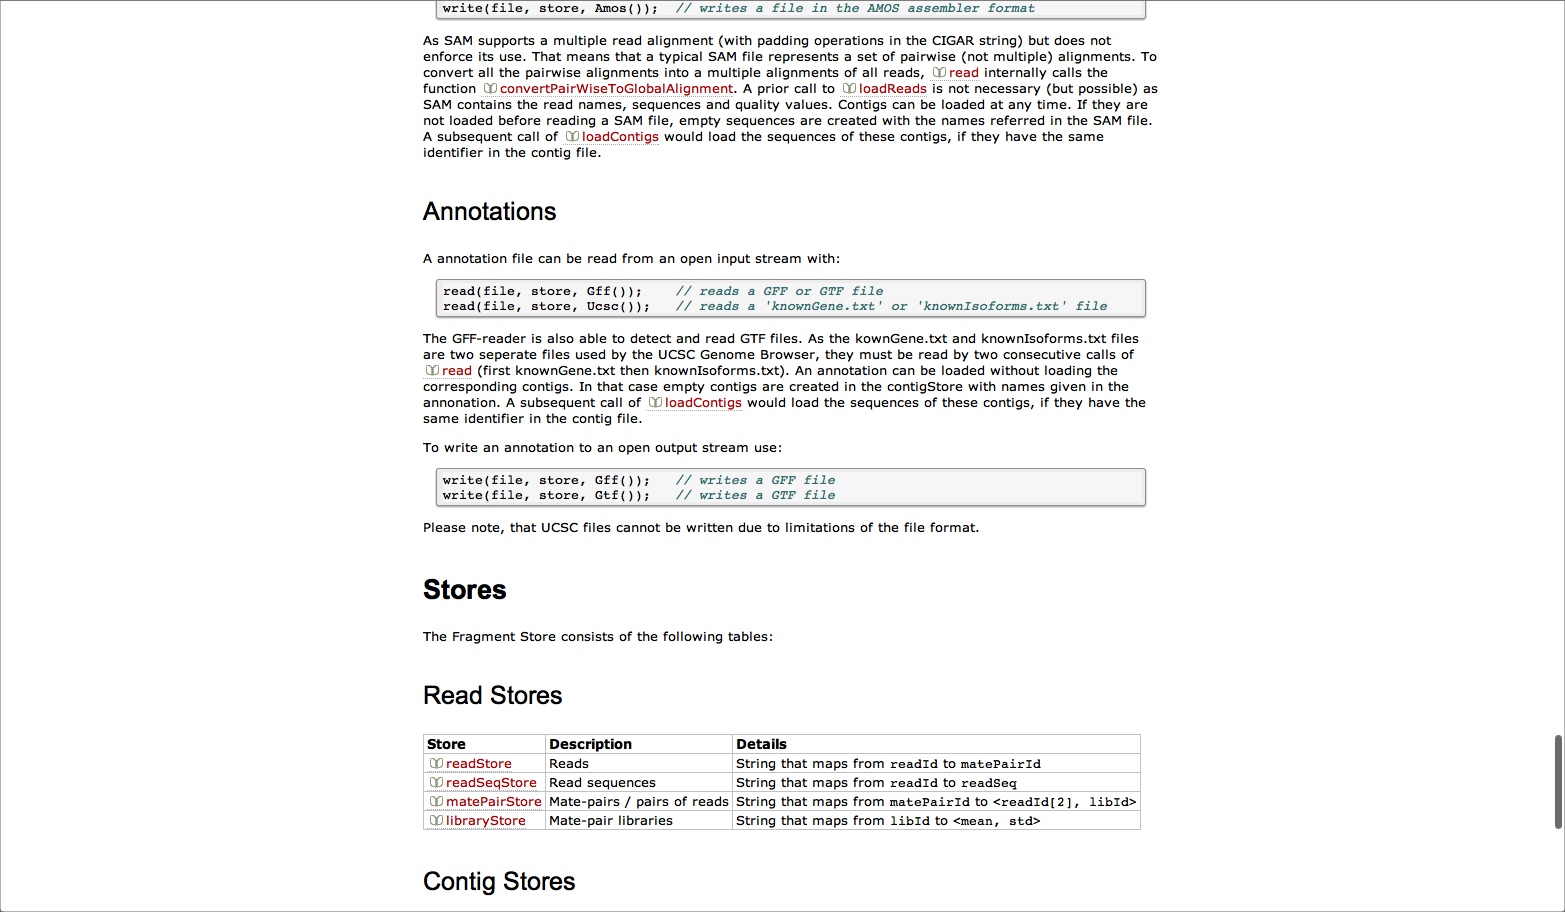 write(file, store, Amos());  // writes a file in the AMOS assembler format
As SAM supports a multiple read alignment (with padding operations in the CIGAR string) but does not
enforce its use. That means that a typical SAM file represents a set of pairwise (not multiple) alignments. To
convert all the pairwise alignments into a multiple alignments of all reads, read internally calls the
function convertPairWiseToGlobalAlignment. A prior call to loadReads is not necessary (but possible) as
SAM contains the read names, sequences and quality values. Contigs can be loaded at any time. If they are
not loaded before reading a SAM file, empty sequences are created with the names referred in the SAM file.
A subsequent call of loadContigs would load the sequences of these contigs, if they have the same
identifier in the contig file.
Annotations
A annotation file can be read from an open input stream with:
read(file, store, Gff());    // reads a GFF or GTF file
read(file, store, Ucsc());   // reads a 'knownGene.txt' or 'knownIsoforms.txt' file
The GFF-reader is also able to detect and read GTF files. As the kownGene.txt and knownIsoforms.txt files
are two seperate files used by the UCSC Genome Browser, they must be read by two consecutive calls of
read (first knownGene.txt then knownIsoforms.txt). An annotation can be loaded without loading the
corresponding contigs. In that case empty contigs are created in the contigStore with names given in the
annonation. A subsequent call of loadContigs would load the sequences of these contigs, if they have the
same identifier in the contig file.
To write an annotation to an open output stream use:
write(file, store, Gff());   // writes a GFF file
write(file, store, Gtf());   // writes a GTF file
Please note, that UCSC files cannot be written due to limitations of the file format.
Stores
The Fragment Store consists of the following tables:
Read Stores
Store Description Details
readStore Reads String that maps from readId to matePairId
readSeqStore Read sequences String that maps from readId to readSeq
matePairStore Mate-pairs / pairs of reads String that maps from matePairId to <readId[2], libId>
libraryStore Mate-pair libraries String that maps from libId to <mean, std>
Contig Stores